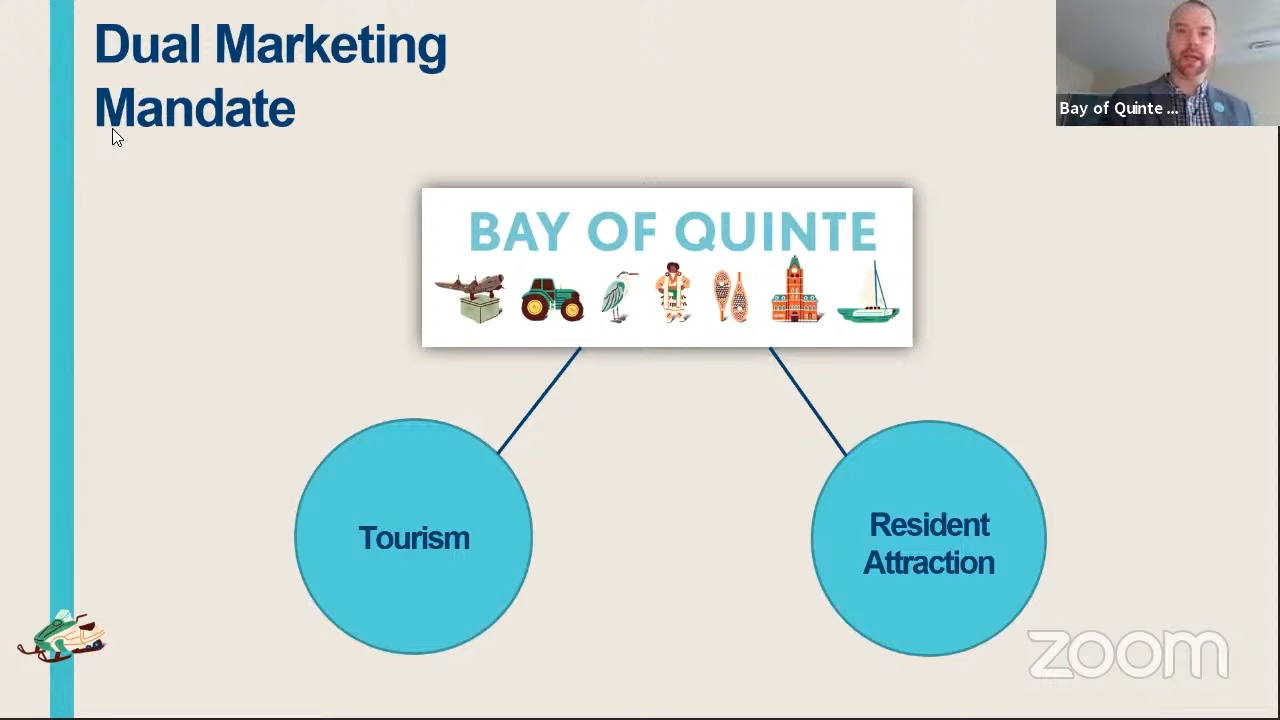 Dual Marketing
Mandate
Bay of Quinte ...
BAY OF QUINTE
Tourism
Resident
Attraction
zoom